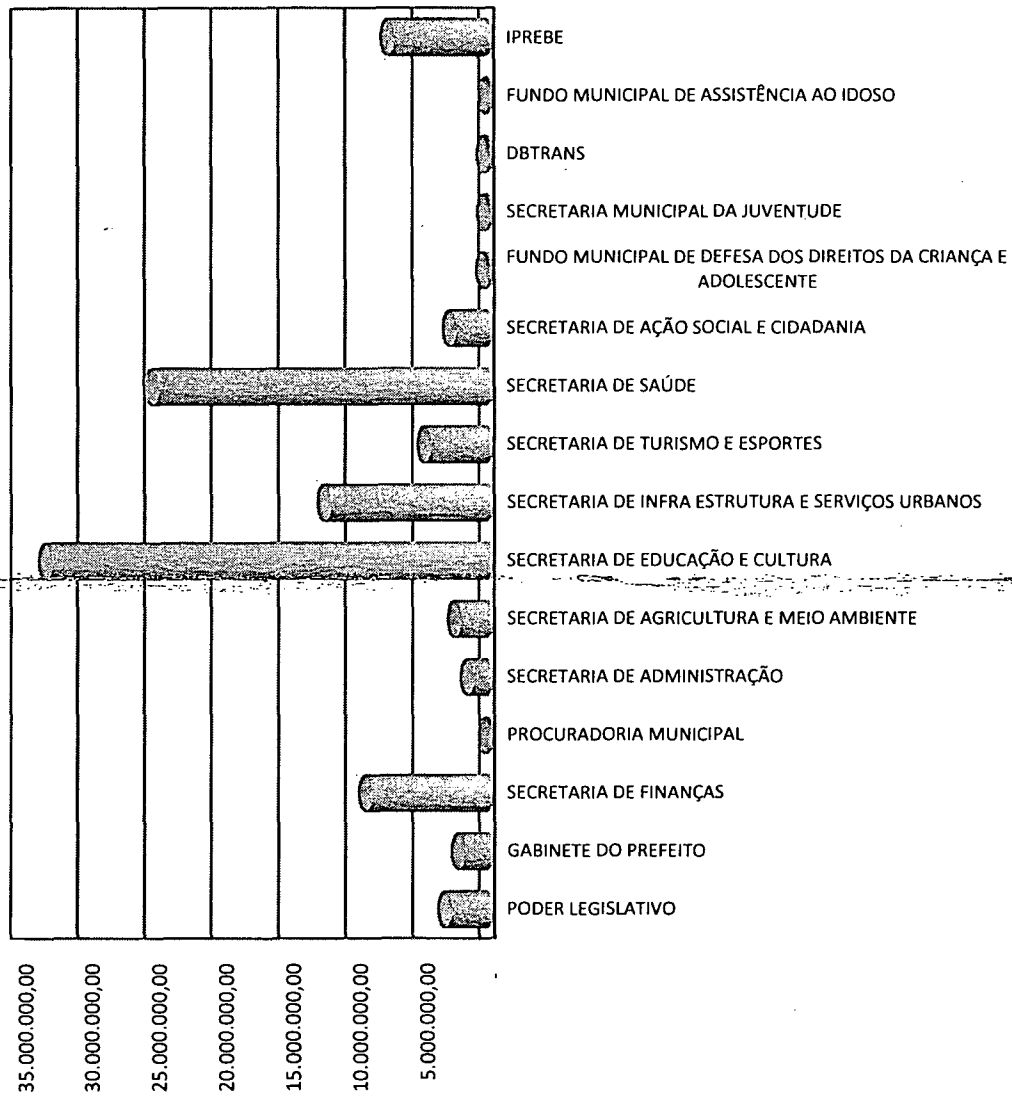 IPREBE
FUNDO MUNICIPAL DE ASSISTÊNCIA AO IDOSO
DBTRANS
SECRETARIA MUNICIPAL DA JUVENTUDE
FUNDO MUNICIPAL DE DEFESA DOS DIREITOS DA CRIANÇA E
ADOLESCENTE
SECRETARIA DE AÇÃO SOCIAL E CIDADANIA
SECRETARIA DE SAÚDE
SECRETARIA DE TURISMO E ESPORTES
SECRETARIA DE INFRA ESTRUTURA E SERVIÇOS URBANOS
SECRETARIA DE EDUCAÇÃO E CULTURA
SECRETARIA DE AGRICULTURA E MEIO AMBIENTE
SECRETARIA DE ADMINISTRAÇÃO
PROCURADORIA MUNICIPAL
SECRETARIA DE FINANÇAS
GABINETE DO PREFEITO
PODER LEGISLATIVO
35.000.000,00
30.000.000,00
25.000.000,00
20.000.000,00
15.000.000,00
10.000.000,00
5.000.000,00
-